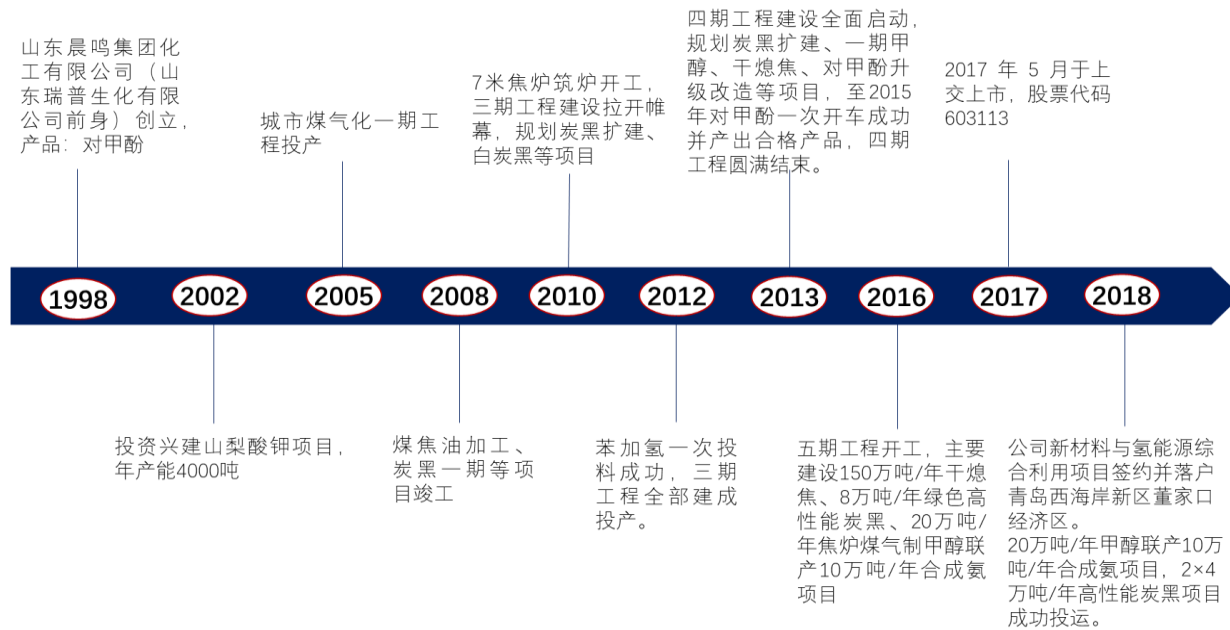 山东晨鸣集团化
工有限公司（山
东瑞普生化有限
公司前身）创立，
产品：对甲酚
城市煤气化一期工
程投产
7米焦炉筑炉开工，
三期工程建设拉开帷
幕，规划炭黑扩建、
白炭黑等项目
四期工程建设全面启动，
规划炭黑扩建、一期甲
醇、干熄焦、对甲酚升
级改造等项目，至2015
年对甲酚一次开车成功
并产出合格产品，四期
工程圆满结束。
2017 年 5 月于上
交上市，股票代码
603113
1998
2002
2005
2008
2010
2012
2013
2016
2017
2018
投资兴建山梨酸钾项目，
年产能4000吨
煤焦油加工、
炭黑一期等项
目竣工
苯加氢一次投
料成功，三期
工程全部建成
投产。
五期工程开工，主要
建设150万吨/年干熄
焦、8万吨/年绿色高
性能炭黑、20万吨/
年焦炉煤气制甲醇联
产10万吨/年合成氨
项目
公司新材料与氢能源综
合利用项目签约并落户
青岛西海岸新区董家口
经济区。
20万吨/年甲醇联产10万
吨/年合成氨项目，2×4
万吨/年高性能炭黑项目
成功投运。